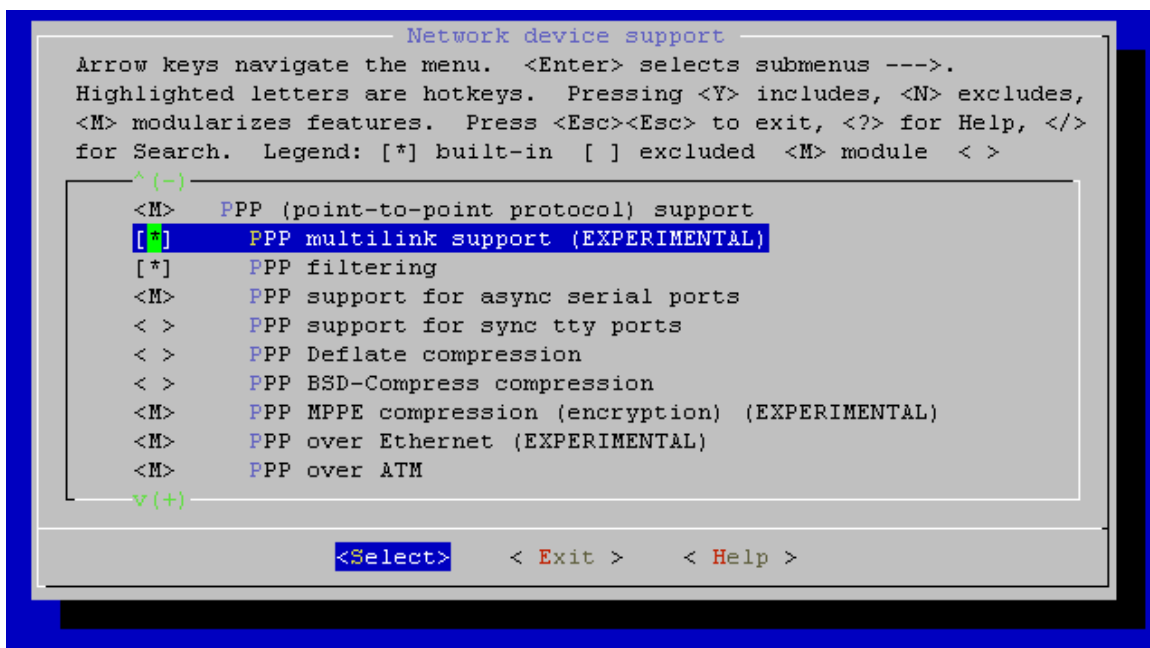 Network device support
Arrow keys navigate the menu.  <Enter> selects submenus --->.
Highlighted letters are hotkeys.  Pressing <Y> includes, <N> excludes,
<M> modularizes features.  Press <Esc><Esc> to exit, <?> for Help, </>
for Search.  Legend: [*] built-in  [ ] excluded  <M> module  < >
^(-)
<M>   PPP (point-to-point protocol) support
[*]     PPP multilink support (EXPERIMENTAL)
[*]     PPP filtering
<M>     PPP support for async serial ports
< >     PPP support for sync tty ports
< >     PPP Deflate compression
< >     PPP BSD-Compress compression
<M>     PPP MPPE compression (encryption) (EXPERIMENTAL)
<M>     PPP over Ethernet (EXPERIMENTAL)
<M>     PPP over ATM
v(+)
<Select>    < Exit >    < Help >